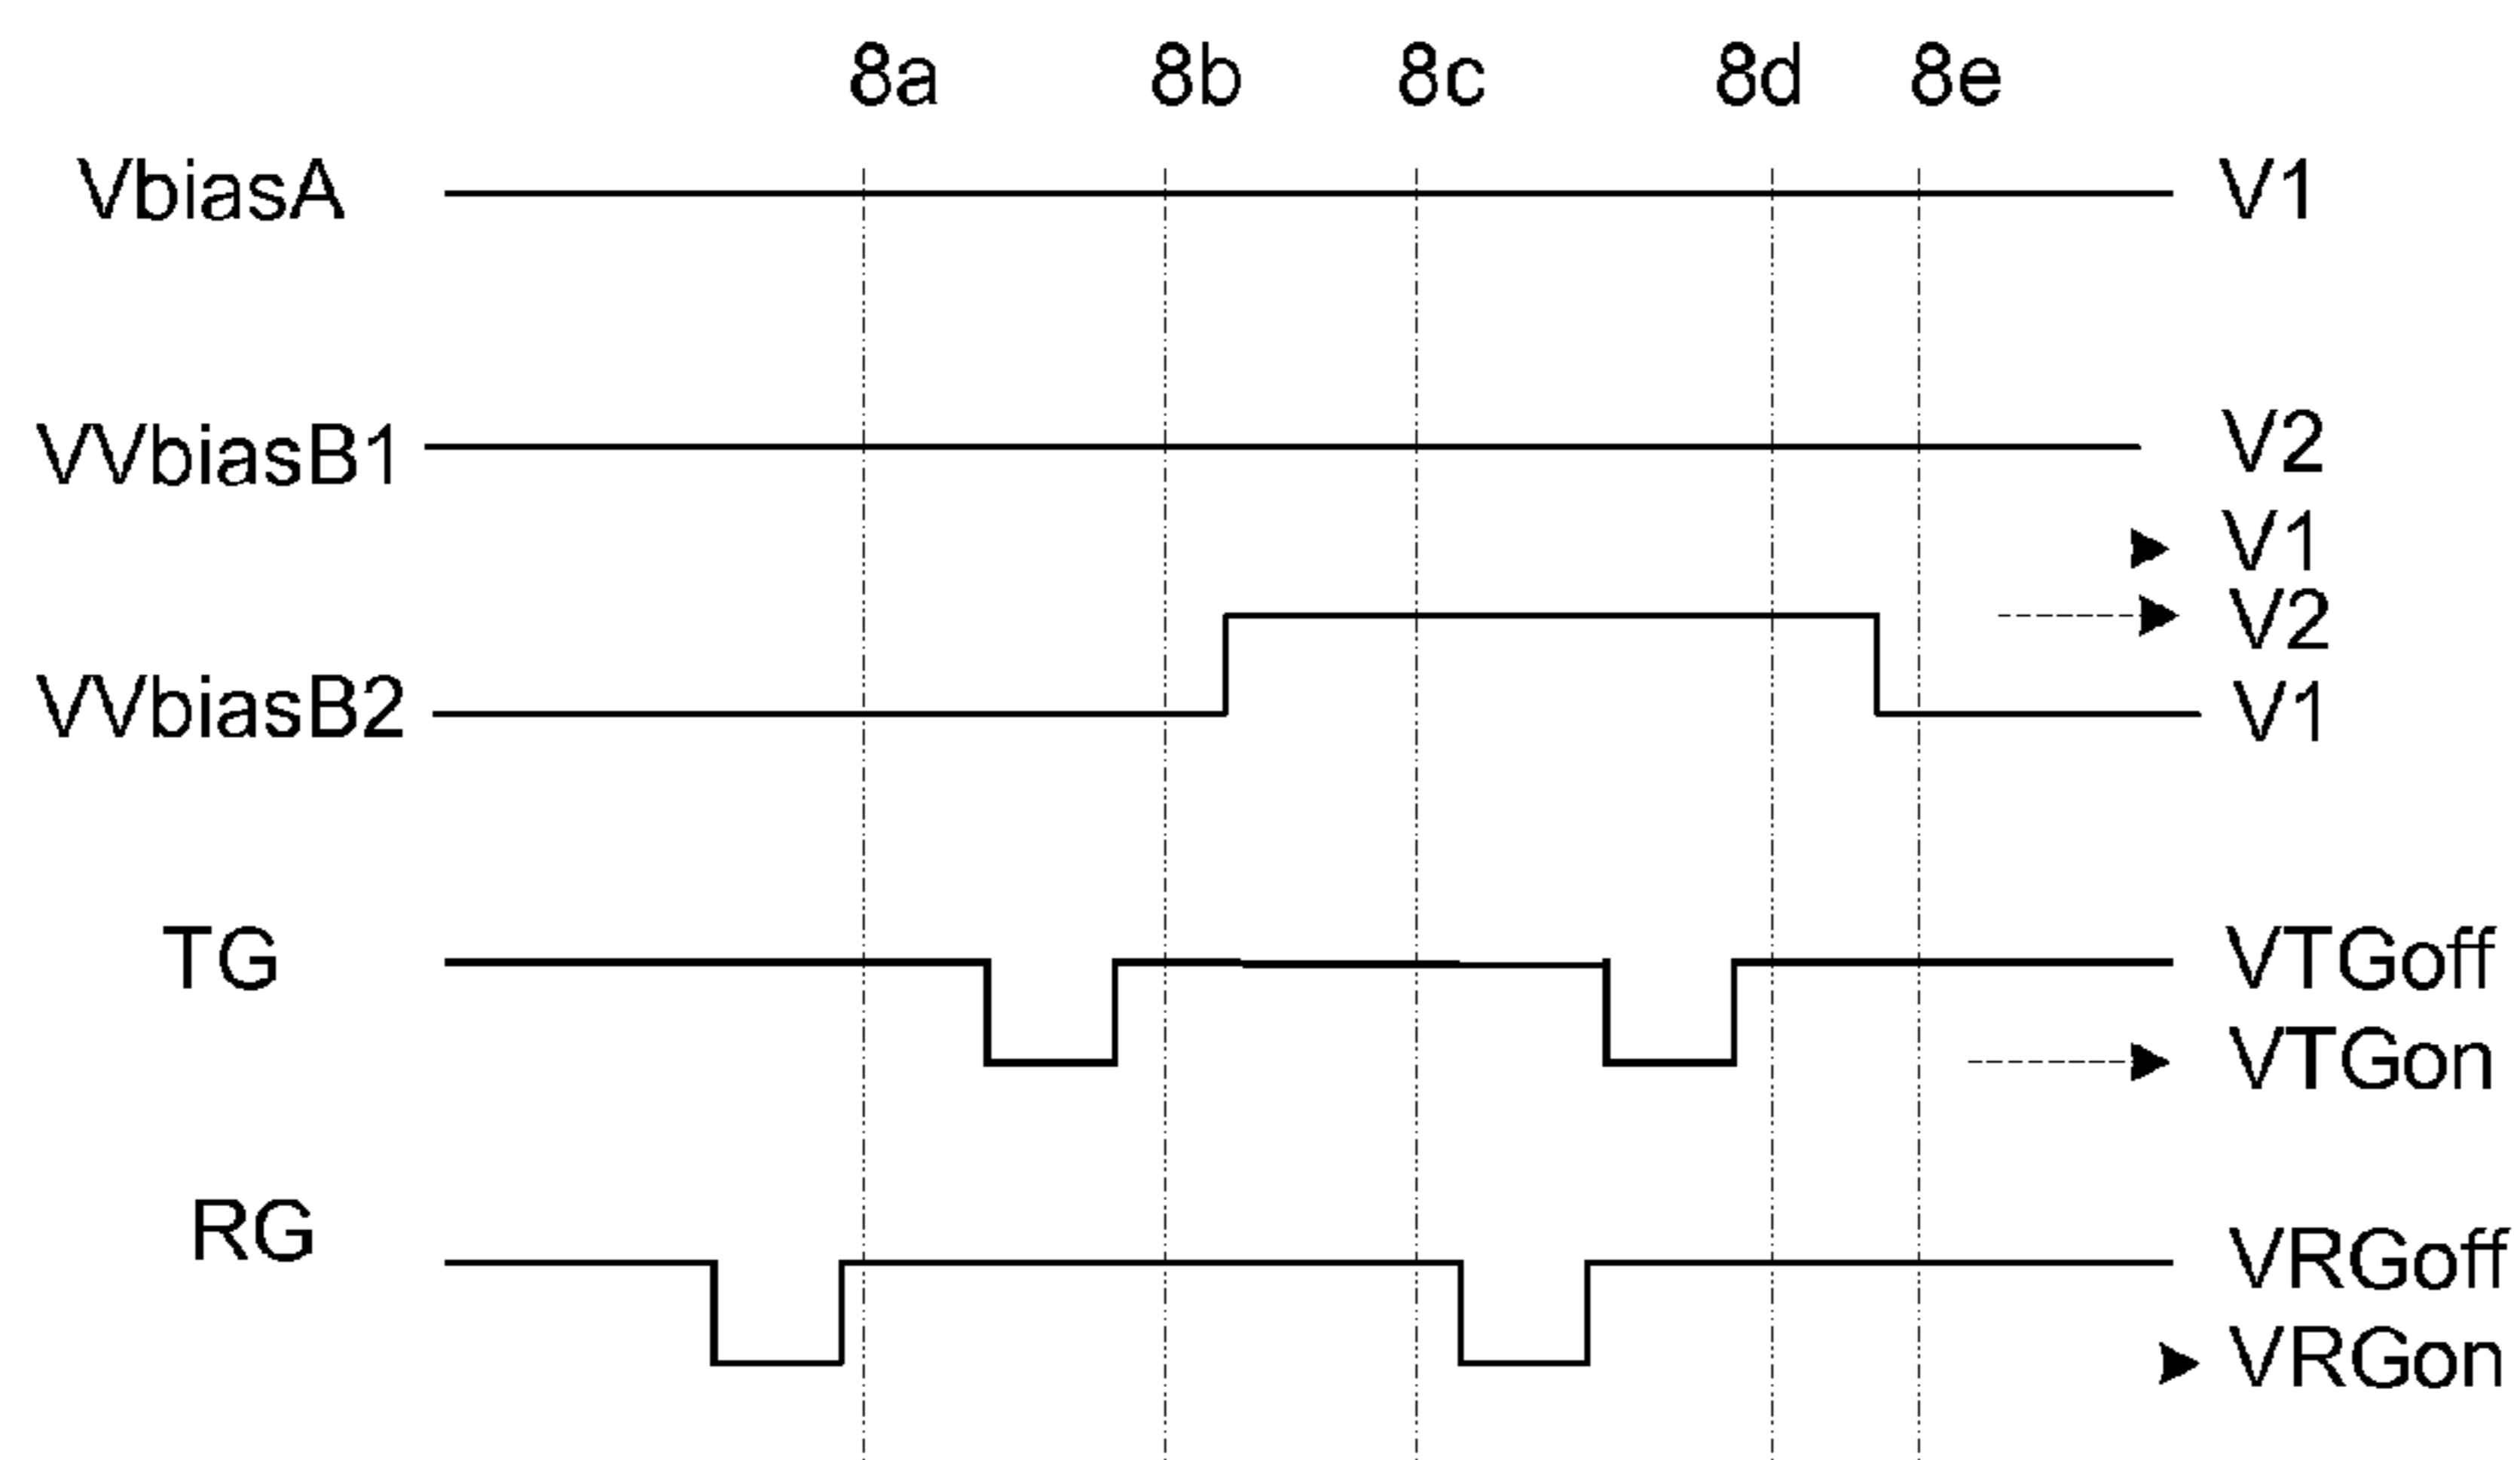 8a 8b 8c 8d 8e
VbiasA V1
VVbiasB1 V2
V1
V2
VVbiasB2 V1
TG VTGoff
VTGon
RG VRGoff
VRGon